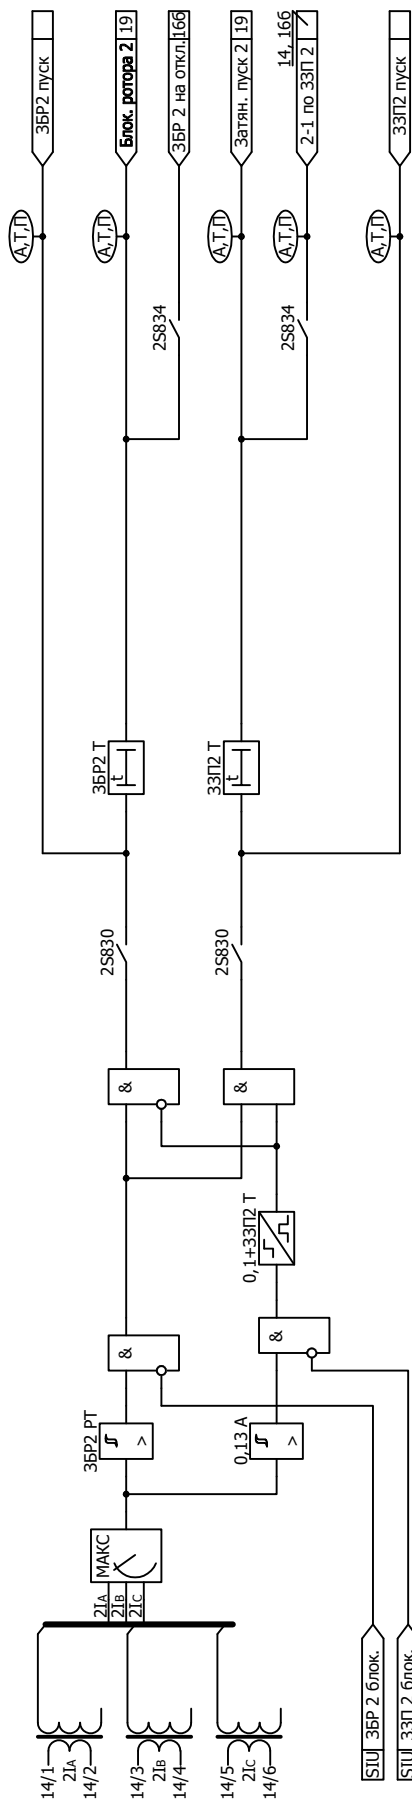 ЗБР2 пуск
Блок. ротора 2 19
ЗБР 2 на откл. 16б
Затян. пуск 2 19
14, 16б
2-1 по ЗЗП 2
ЗЗП2 пуск
А,Т,П
А,Т,П
А,Т,П
А,Т,П
А,Т,П
2S834
2S834
ЗБР2 Т
t
ЗЗП2 Т
t
2S830
2S830
&
&
0,1+ЗЗП2 Т
&
&
ЗБР2 РТ
>
0,13 А
>
МАКС
2IA
2IB
2IC
14/1
2IA
14/2
14/3
2IB
14/4
14/5
2IC
14/6
SIU ЗБР 2 блок.
SIU ЗЗП 2 блок.